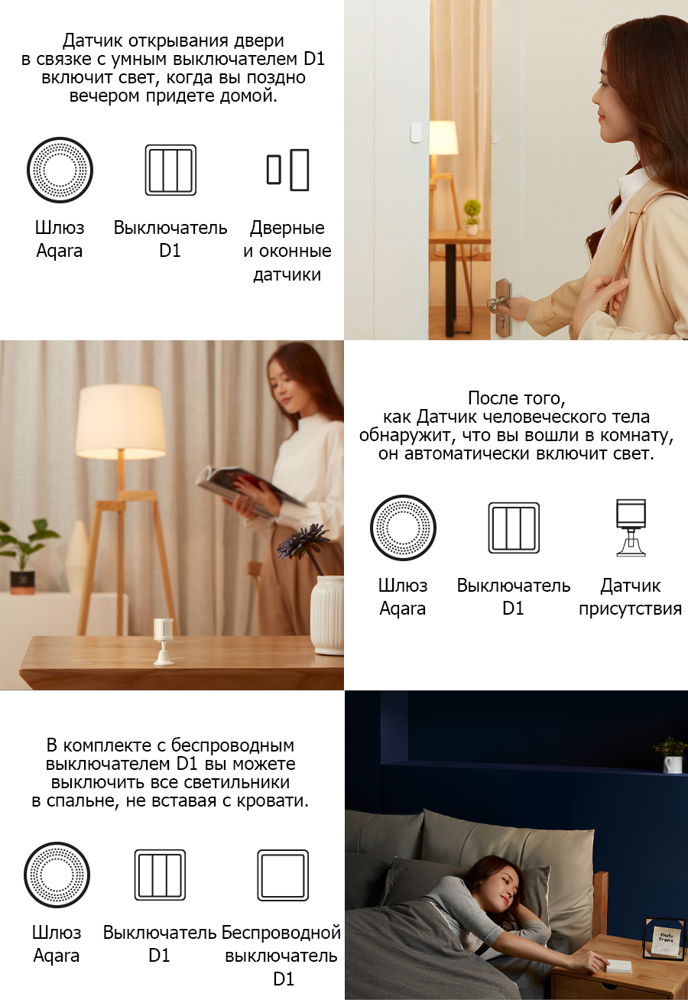 Датчик открывания двери
в связке с умным выключателем D1
включит свет, когда вы поздно
вечером придете домой.
Шлюз
Aqara
Выключатель
D1
Дверные
и оконные
датчики
После того,
как Датчик человеческого тела
обнаружит, что вы вошли в комнату,
он автоматически включит свет.
Шлюз
Aqara
Выключатель
D1
Датчик
присутствия
В комплекте с беспроводным
выключателем D1 вы можете
выключить все светильники
в спальне, не вставая с кровати.
Шлюз
Aqara
Выключатель
D1
Беспроводной
выключатель
D1
Photo
Frame